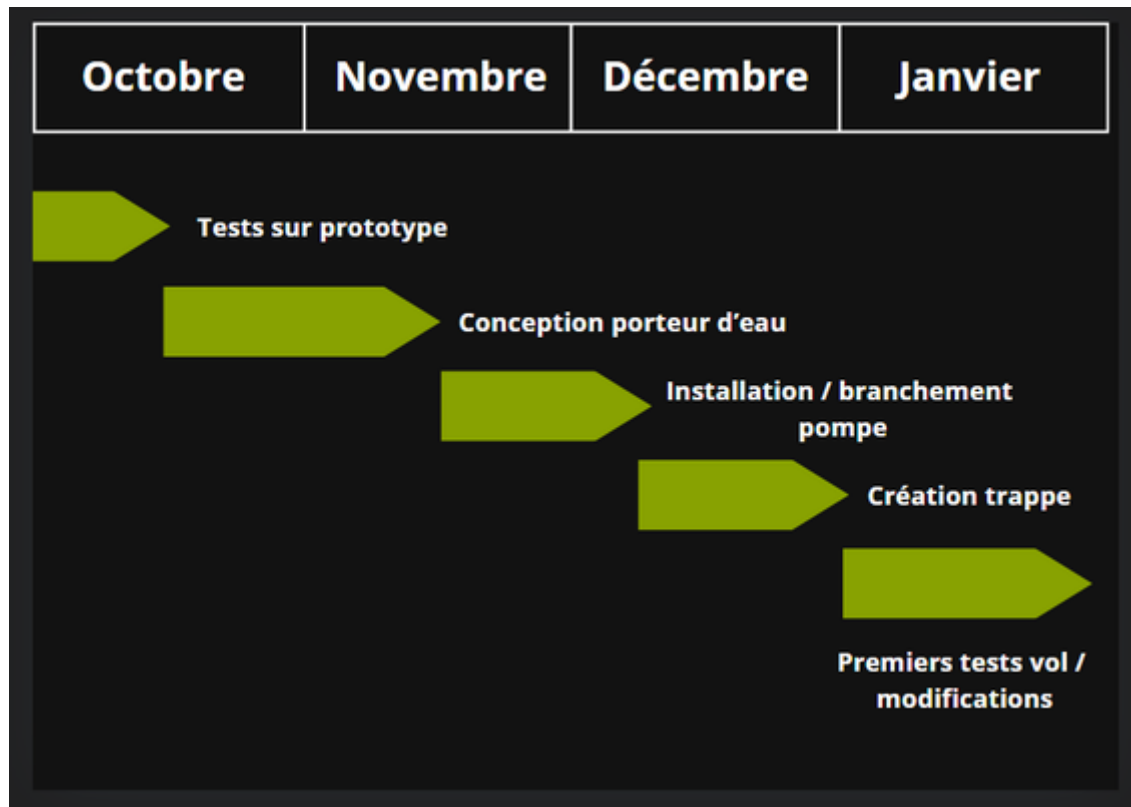 Octobre
Novembre
Décembre
Janvier
Tests sur prototype
Conception porteur d’eau
Installation / branchement
pompe
Création trappe
Premiers tests vol /
modifications